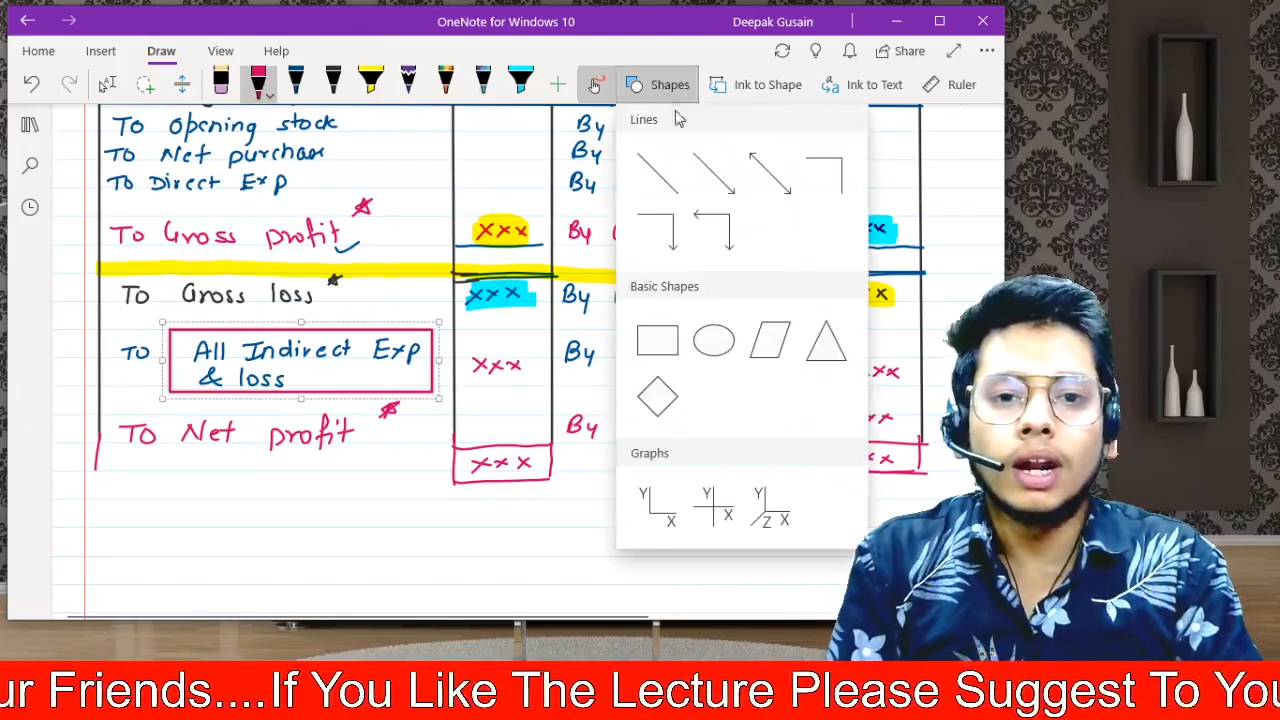 OneNote for Windows 10
Deepak Gusain
Home Insert Draw View Help
Share
Shapes
Ink to Shape
Ink to Text
Ruler
Lines
Basic Shapes
Graphs
Y X
Y X
Y Z X
To Opening stock By
To Net purchase By
To Direct Exp By
To Gross profit xxx By
To Gross loss xxx By
To All Indirect Exp xxx By
& loss
To Net profit By
xxx
ur Friends....If You Like The Lecture Please Suggest To You